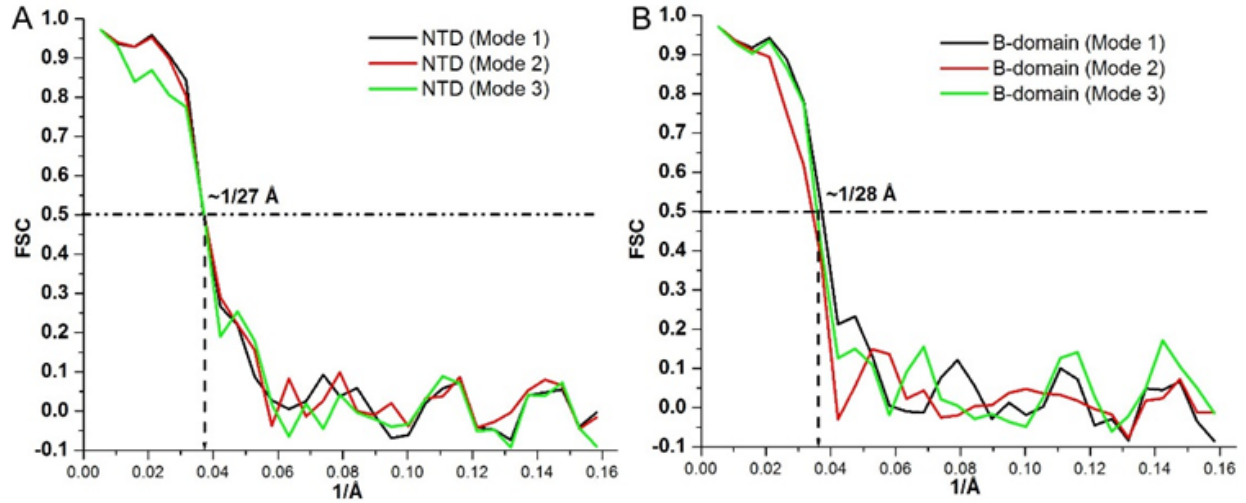 A
NTD (Mode 1)
NTD (Mode 2)
NTD (Mode 3)
~1/27 Å
FSC
1.0
0.9
0.8
0.7
0.6
0.5
0.4
0.3
0.2
0.1
0.0
-0.1
0.00 0.02 0.04 0.06 0.08 0.10 0.12 0.14 0.16
1/Å
B
B-domain (Mode 1)
B-domain (Mode 2)
B-domain (Mode 3)
~1/28 Å
FSC
1.0
0.9
0.8
0.7
0.6
0.5
0.4
0.3
0.2
0.1
0.0
-0.1
0.00 0.02 0.04 0.06 0.08 0.10 0.12 0.14 0.16
1/Å